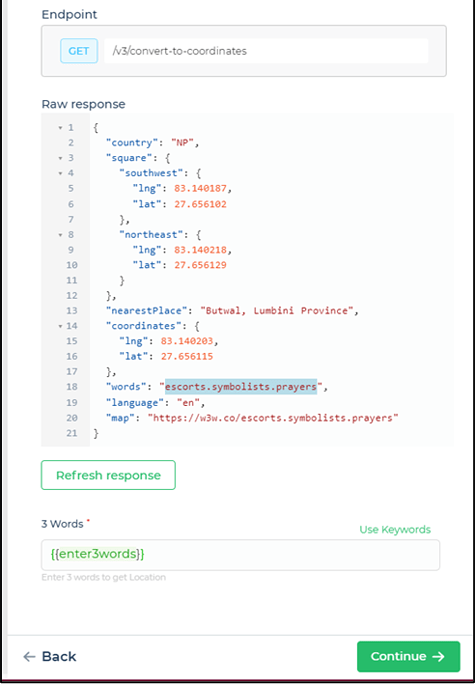 Endpoint
GET /v3/convert-to-coordinates
Raw response
1 {
2 "country": "NP",
3 "square": {
4 "southwest": {
5 "lng": 83.140187,
6 "lat": 27.656102
7 },
8 "northeast": {
9 "lng": 83.140218,
10 "lat": 27.656129
11 }
12 },
13 "nearestPlace": "Butwal, Lumbini Province",
14 "coordinates": {
15 "lng": 83.140203,
16 "lat": 27.656115
17 },
18 "words": "escorts.symbolists.prayers",
19 "language": "en",
20 "map": "https://w3w.co/escorts.symbolists.prayers"
21 }
Refresh response
3 Words *
Use Keywords
{{enter3words}}
Enter 3 words to get Location
← Back
Continue →